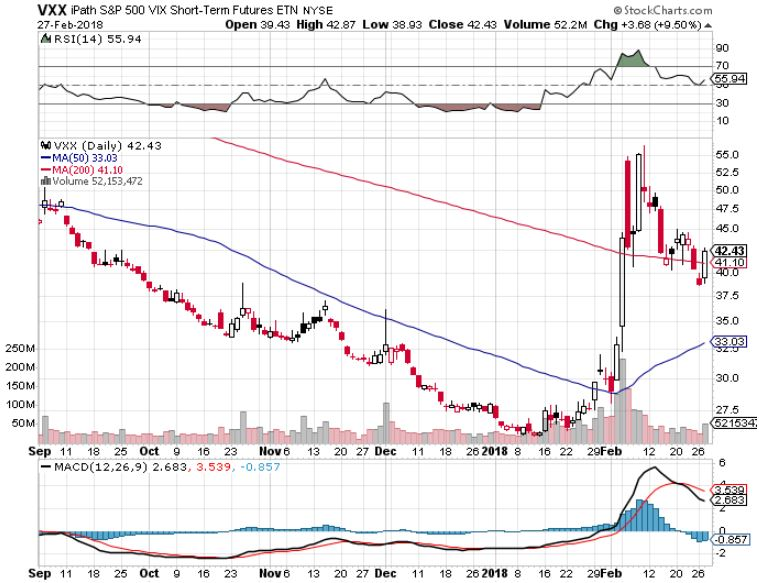 VXX iPath S&P 500 VIX Short-Term Futures ETN NYSE © StockCharts.com
27-Feb-2018 Open 39.43 High 42.87 Low 38.93 Close 42.43 Volume 52.2M Chg +3.68 (+9.50%)
RSI(14) 55.94
90
70
55.94
50
30
10
VXX (Daily) 42.43
MA(50) 33.03
MA(200) 41.10
Volume 52,153,472
55.0
52.5
50.0
47.5
45.0
42.43
41.10
40.0
37.5
35.0
33.03
30.0
27.5
250M
200M
150M
100M
50M
5215347
Sep 11 18 25 Oct 9 16 23 Nov 6 13 20 27 Dec 11 18 26 2018 8 16 22 Feb 12 20 26
MACD(12,26,9) 2.683, 3.539, -0.857
6
3.539
2.683
2
0
-0.857
-2
Sep 11 18 25 Oct 9 16 23 Nov 6 13 20 27 Dec 11 18 26 2018 8 16 22 Feb 12 20 26